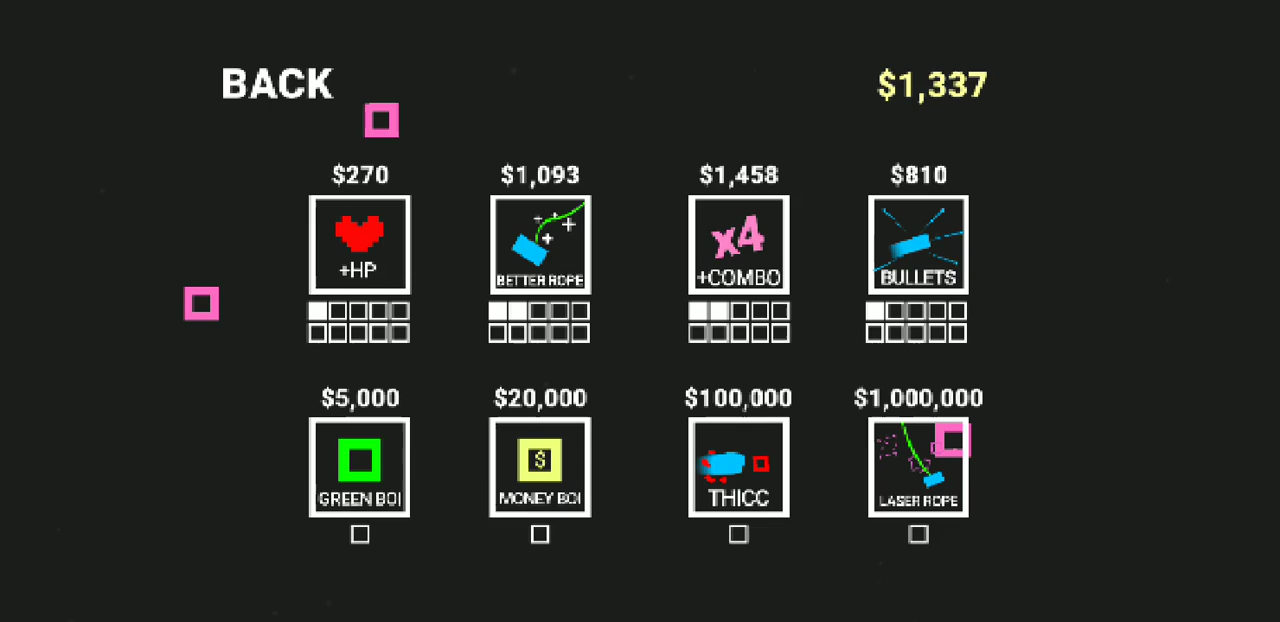 BACK
$1,337
$270
$1,093
$1,458
$810
+HP
BETTER ROPE
x4
+COMBO
BULLETS
$5,000
$20,000
$100,000
$1,000,000
GREEN BOI
$
MONEY BOI
THICC
LASER ROPE